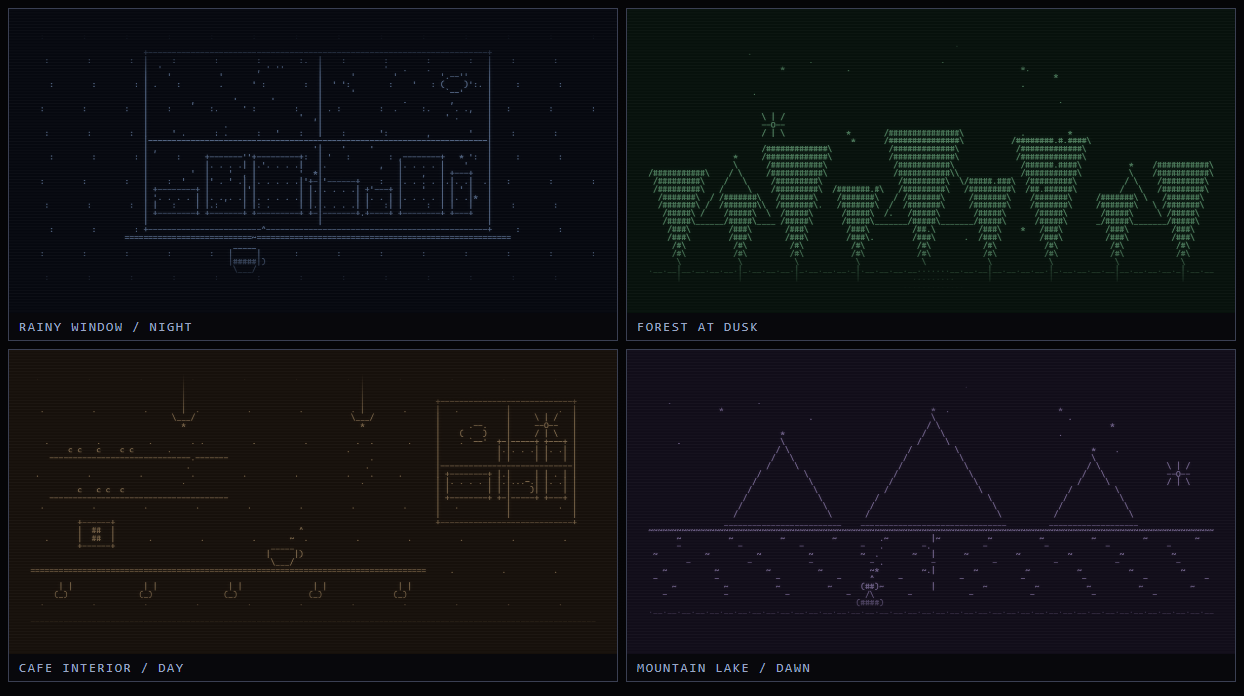 RAINY WINDOW / NIGHT
FOREST AT DUSK
CAFE INTERIOR / DAY
MOUNTAIN LAKE / DAWN